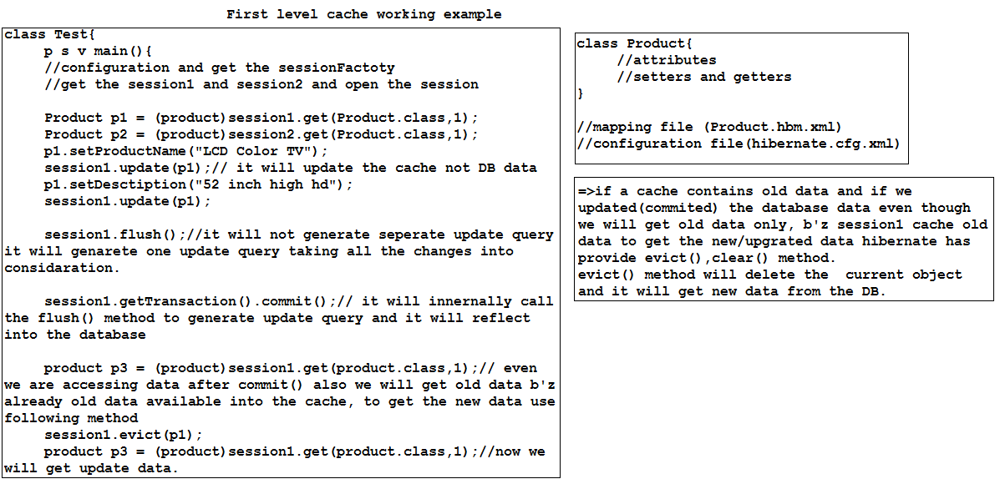 First level cache working example
class Test{
p s v main(){
//configuration and get the sessionFactoty
//get the session1 and session2 and open the session
Product p1 = (product)session1.get(Product.class,1);
Product p2 = (product)session2.get(Product.class,1);
p1.setProductName("LCD Color TV");
session1.update(p1);// it will update the cache not DB data
p1.setDesctiption("52 inch high hd");
session1.update(p1);
session1.flush();//it will not generate seperate update query
it will genarete one update query taking all the changes into
considaration.
session1.getTransaction().commit();// it will innernally call
the flush() method to generate update query and it will reflect
into the database
product p3 = (product)session1.get(product.class,1);// even
we are accessing data after commit() also we will get old data b'z
already old data available into the cache, to get the new data use
following method
session1.evict(p1);
product p3 = (product)session1.get(product.class,1);//now we
will get update data.
class Product{
//attributes
//setters and getters
}
//mapping file (Product.hbm.xml)
//configuration file(hibernate.cfg.xml)
=>if a cache contains old data and if we
updated(commited) the database data even though
we will get old data only, b'z session1 cache old
data to get the new/upgrated data hibernate has
provide evict(),clear() method.
evict() method will delete the  current object
and it will get new data from the DB.